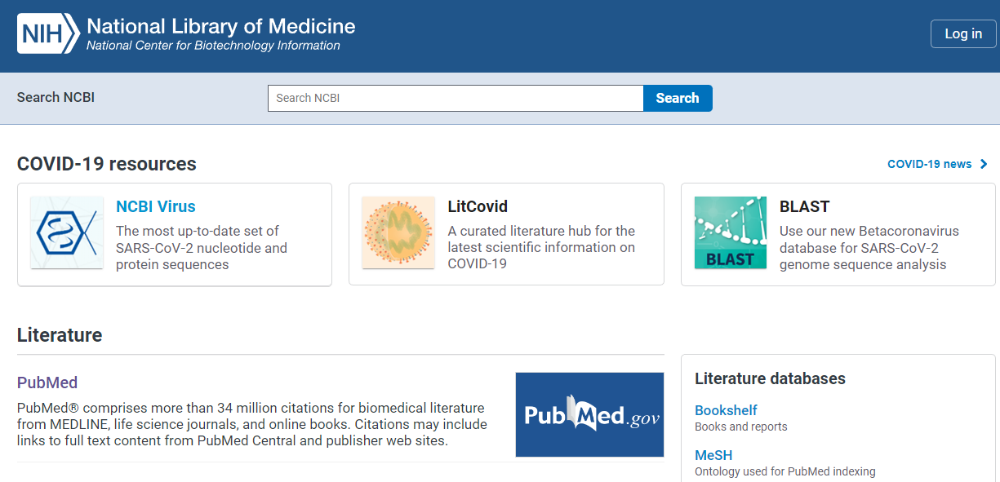 NIH National Library of Medicine
National Center for Biotechnology Information
Log in
Search NCBI
Search NCBI
Search
COVID-19 resources
COVID-19 news
NCBI Virus
The most up-to-date set of
SARS-CoV-2 nucleotide and
protein sequences
LitCovid
A curated literature hub for the
latest scientific information on
COVID-19
BLAST
BLAST
Use our new Betacoronavirus
database for SARS-CoV-2
genome sequence analysis
Literature
PubMed
PubMed® comprises more than 34 million citations for biomedical literature
from MEDLINE, life science journals, and online books. Citations may include
links to full text content from PubMed Central and publisher web sites.
PubMed.gov
Literature databases
Bookshelf
Books and reports
MeSH
Ontology used for PubMed indexing